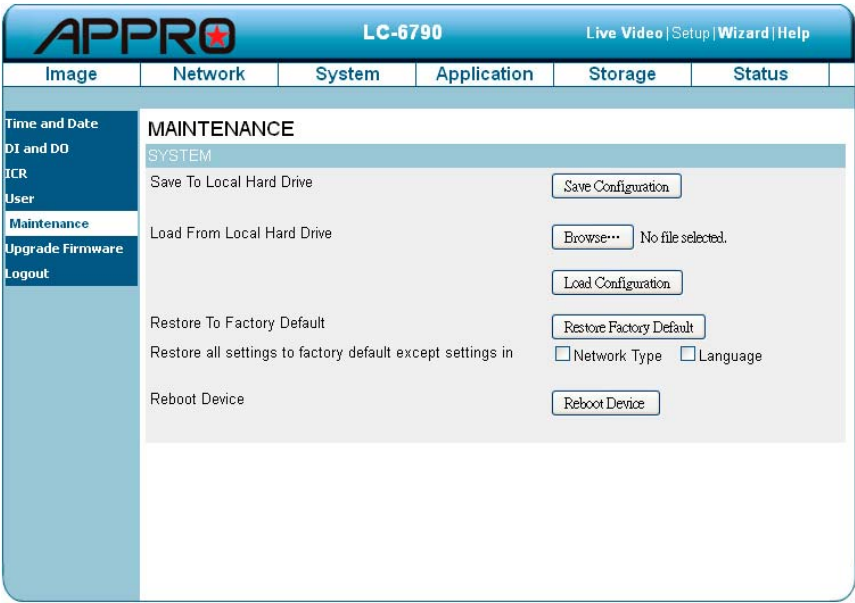 APPRO LC-6790 Live Video | Setup | Wizard | Help
Image Network System Application Storage Status
Time and Date
DI and DO
ICR
User
Maintenance
Upgrade Firmware
Logout
MAINTENANCE
SYSTEM
Save To Local Hard Drive Save Configuration
Load From Local Hard Drive Browse··· No file selected.
Load Configuration
Restore To Factory Default Restore Factory Default
Restore all settings to factory default except settings in Network Type Language
Reboot Device Reboot Device